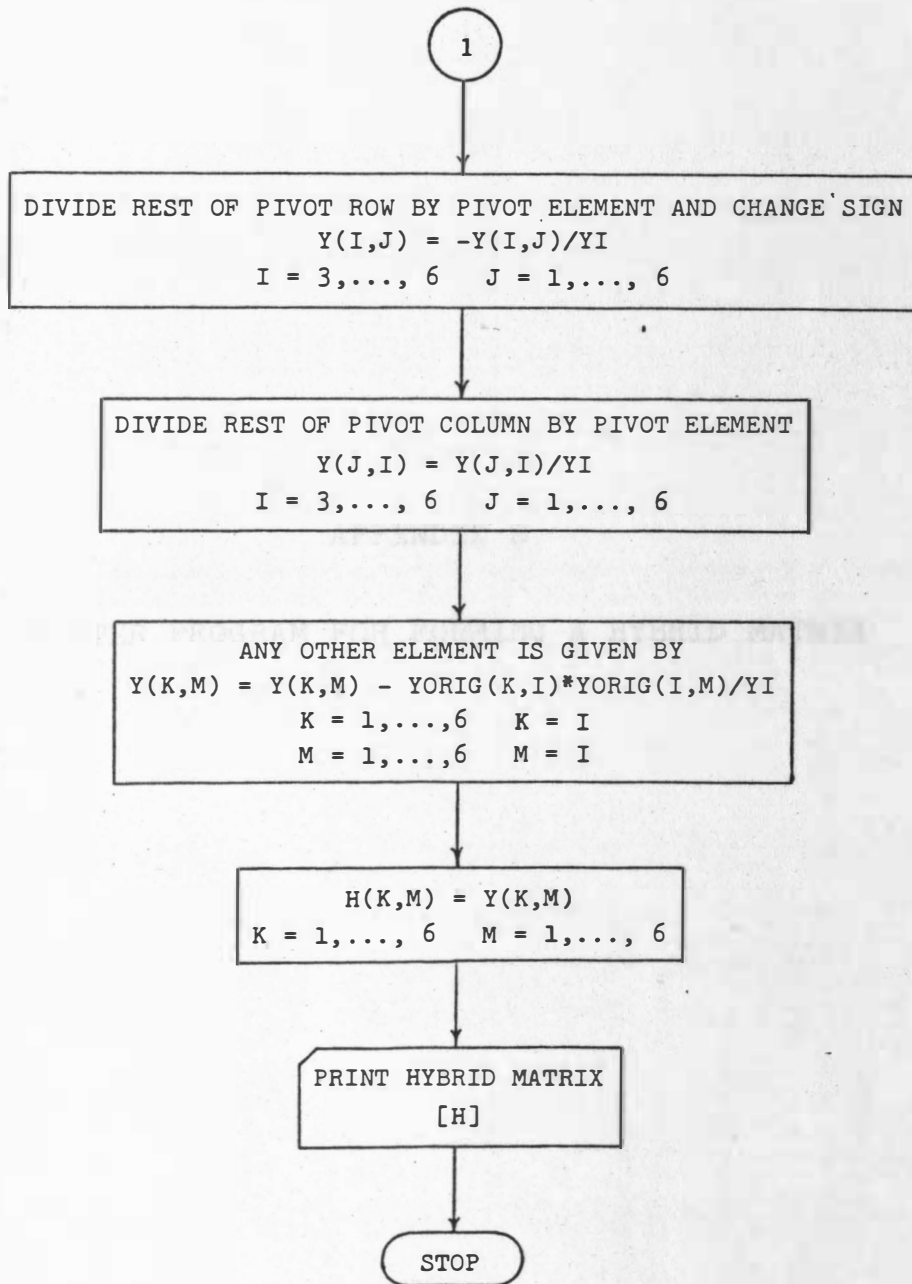 1
DIVIDE REST OF PIVOT ROW BY PIVOT ELEMENT AND CHANGE SIGN
Y(I,J) = -Y(I,J)/YI
I = 3,..., 6 J = 1,..., 6
DIVIDE REST OF PIVOT COLUMN BY PIVOT ELEMENT
Y(J,I) = Y(J,I)/YI
I = 3,..., 6 J = 1,..., 6
ANY OTHER ELEMENT IS GIVEN BY
Y(K,M) = Y(K,M) - YORIG(K,I)*YORIG(I,M)/YI
K = 1,...,6 K = I
M = 1,...,6 M = I
H(K,M) = Y(K,M)
K = 1,..., 6 M = 1,..., 6
PRINT HYBRID MATRIX
[H]
STOP